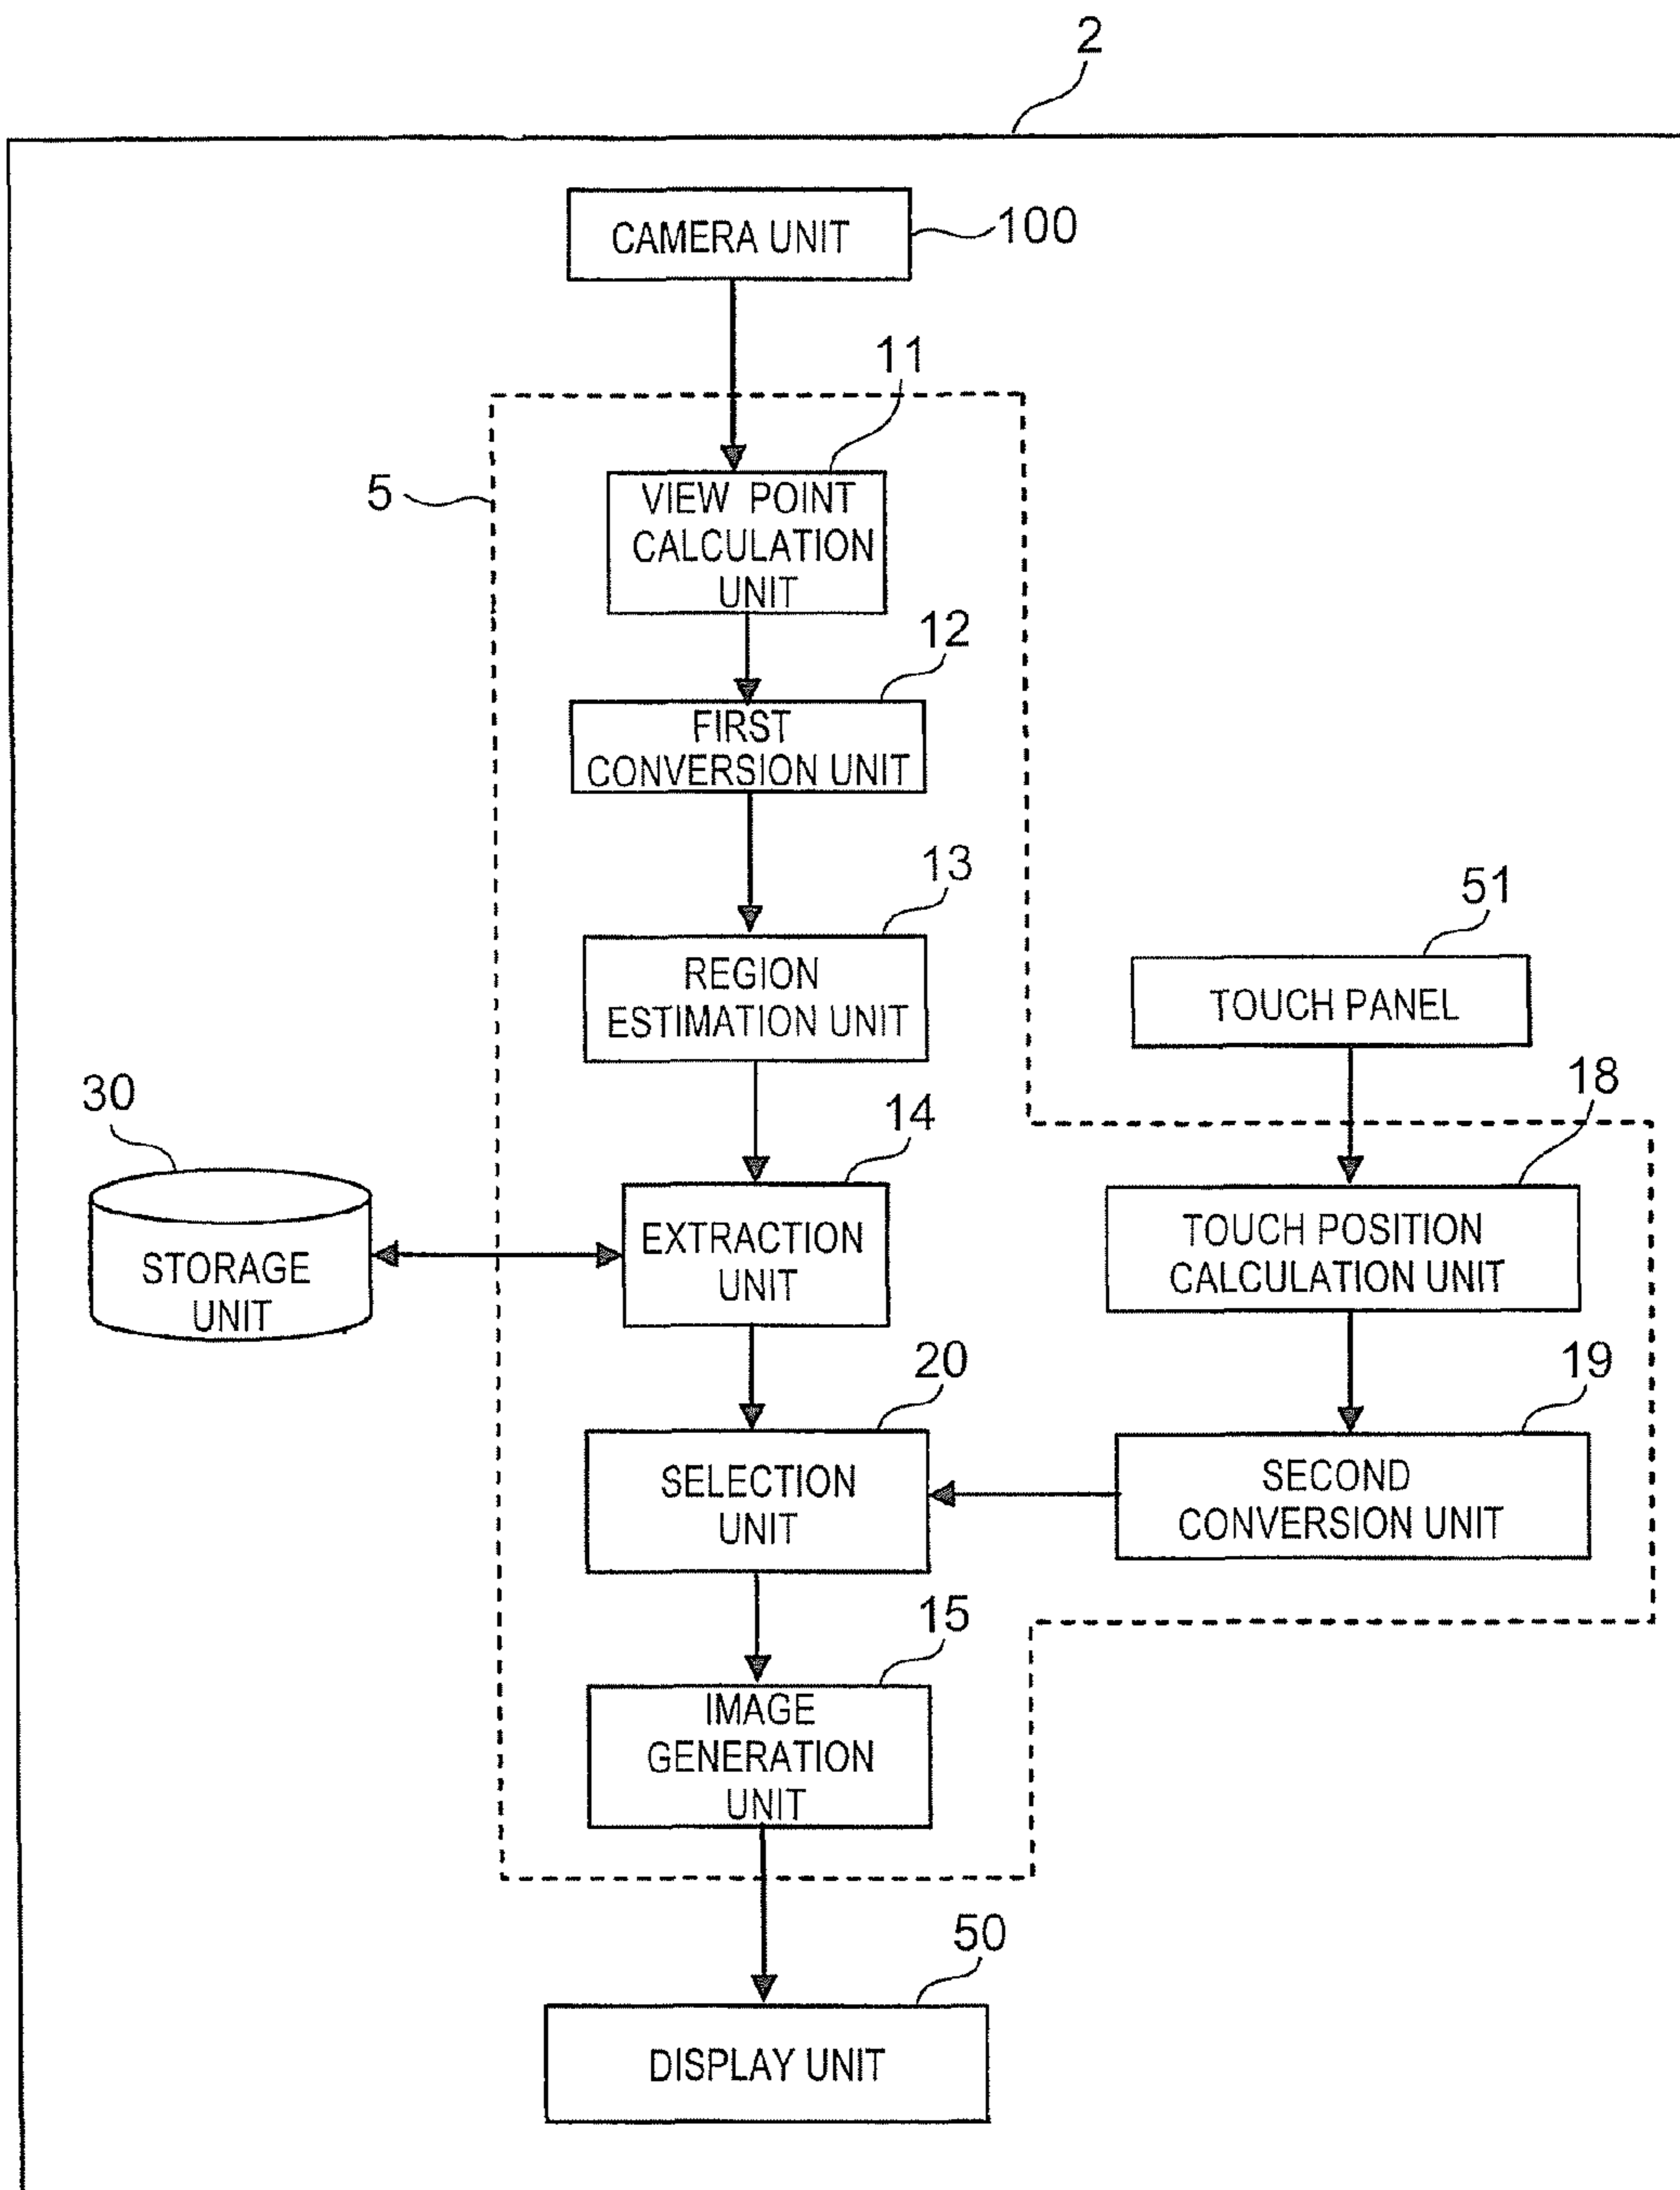 2
CAMERA UNIT
100
11
5
VIEW POINT
CALCULATION
UNIT
12
FIRST
CONVERSION UNIT
13
REGION
ESTIMATION UNIT
51
TOUCH PANEL
30
14
18
STORAGE
UNIT
EXTRACTION
UNIT
TOUCH POSITION
CALCULATION UNIT
20
19
SELECTION
UNIT
SECOND
CONVERSION UNIT
15
IMAGE
GENERATION
UNIT
50
DISPLAY UNIT